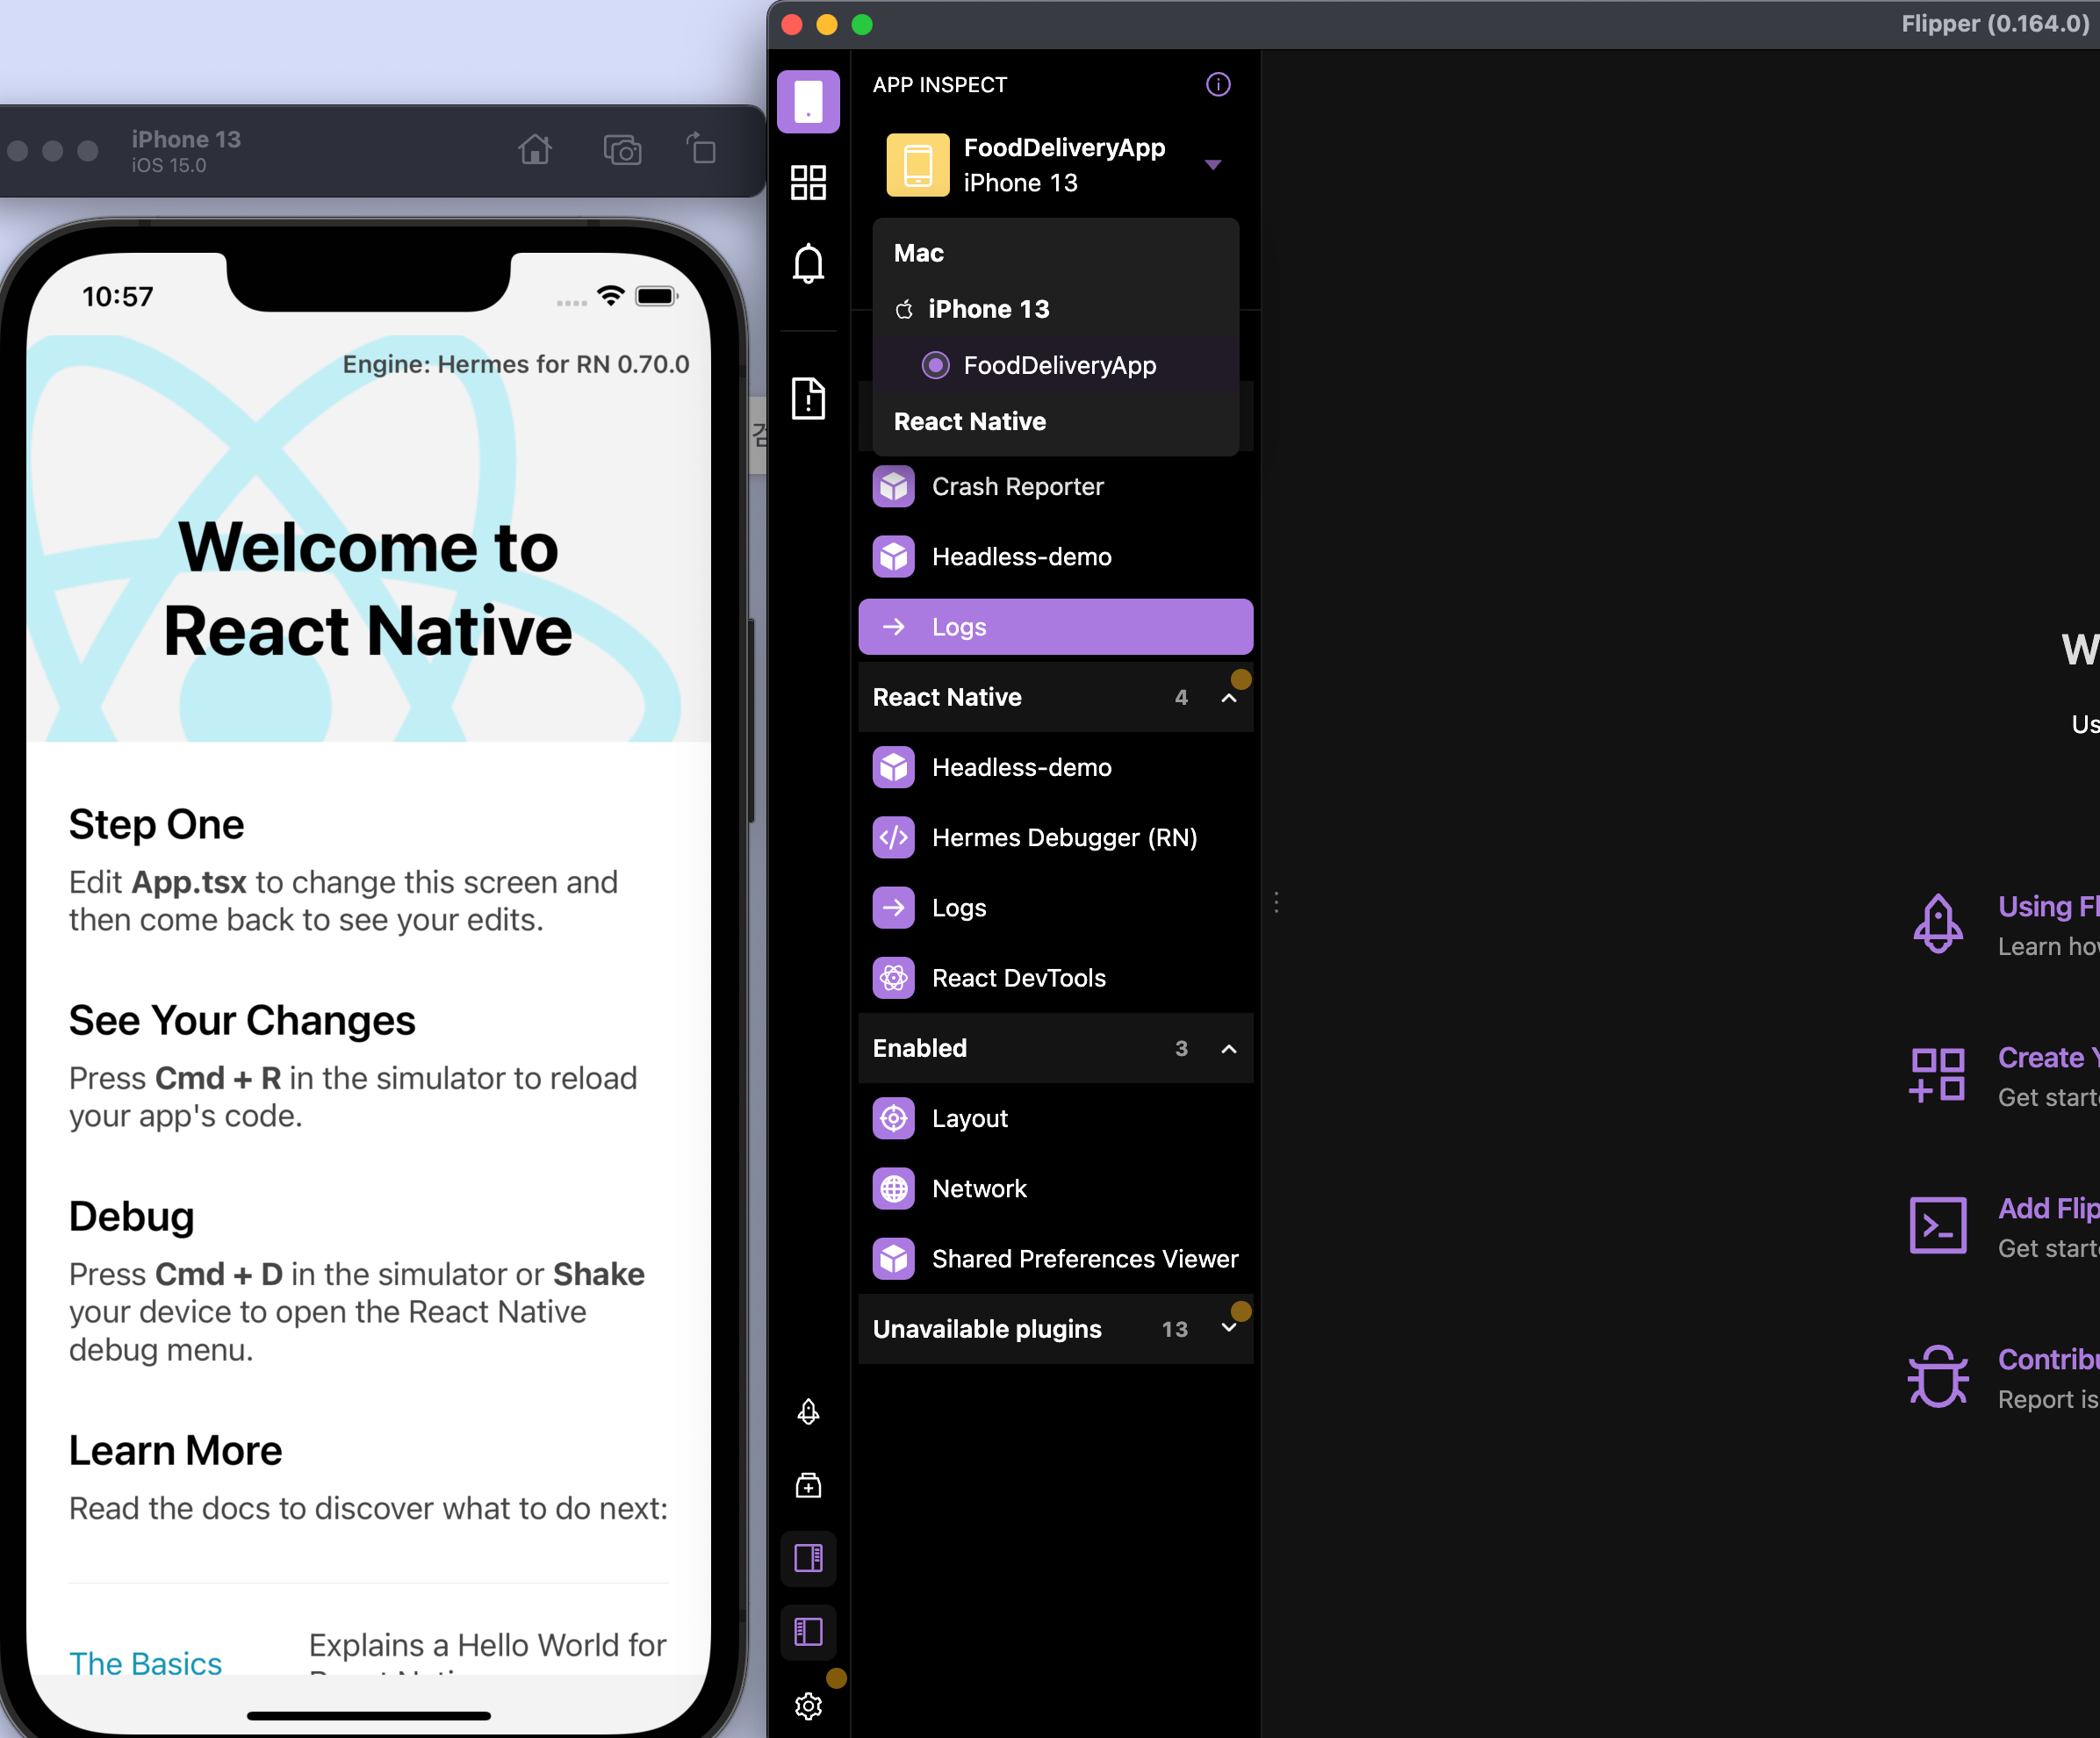 iPhone 13
iOS 15.0
10:57
Engine: Hermes for RN 0.70.0
Welcome to
React Native
Step One
Edit App.tsx to change this screen and
then come back to see your edits.
See Your Changes
Press Cmd + R in the simulator to reload
your app's code.
Debug
Press Cmd + D in the simulator or Shake
your device to open the React Native
debug menu.
Learn More
Read the docs to discover what to do next:
The Basics
Explains a Hello World for
Flipper (0.164.0)
APP INSPECT
FoodDeliveryApp
iPhone 13
Mac
iPhone 13
FoodDeliveryApp
React Native
Crash Reporter
Headless-demo
Logs
React Native 4
Headless-demo
Hermes Debugger (RN)
Logs
React DevTools
Enabled 3
Layout
Network
Shared Preferences Viewer
Unavailable plugins 13
W
Us
Using Fl
Learn how
Create Y
Get starte
Add Flip
Get starte
Contribu
Report is